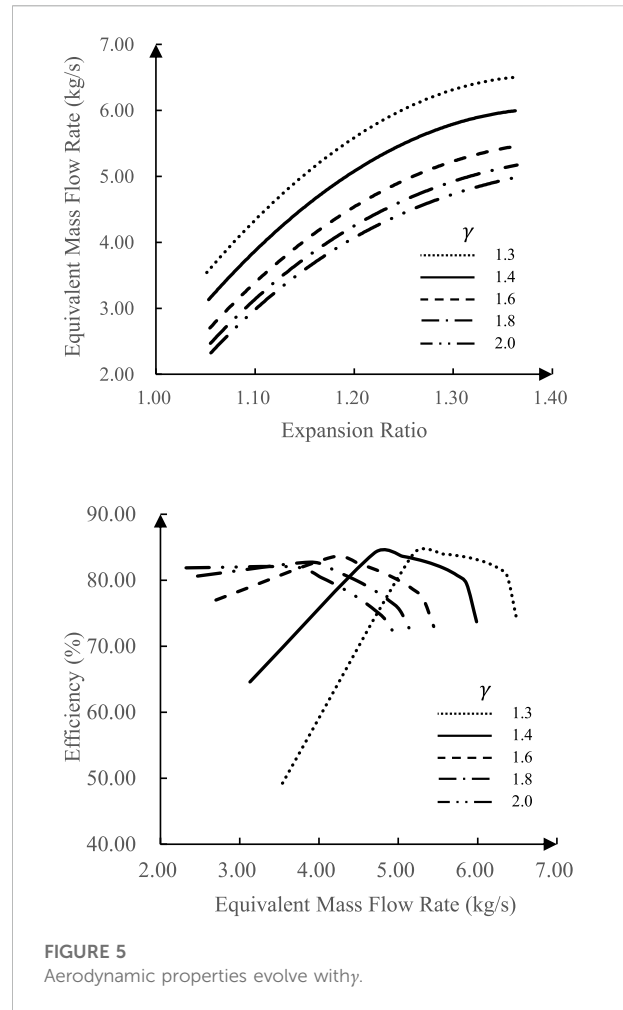 7.00
6.00
5.00
4.00
3.00
2.00
Equivalent Mass Flow Rate (kg/s)
γ
1.3
1.4
1.6
1.8
2.0
1.00 1.10 1.20 1.30 1.40
Expansion Ratio
90.00
80.00
70.00
60.00
50.00
40.00
Efficiency (%)
γ
1.3
1.4
1.6
1.8
2.0
2.00 3.00 4.00 5.00 6.00 7.00
Equivalent Mass Flow Rate (kg/s)
FIGURE 5
Aerodynamic properties evolve withγ.